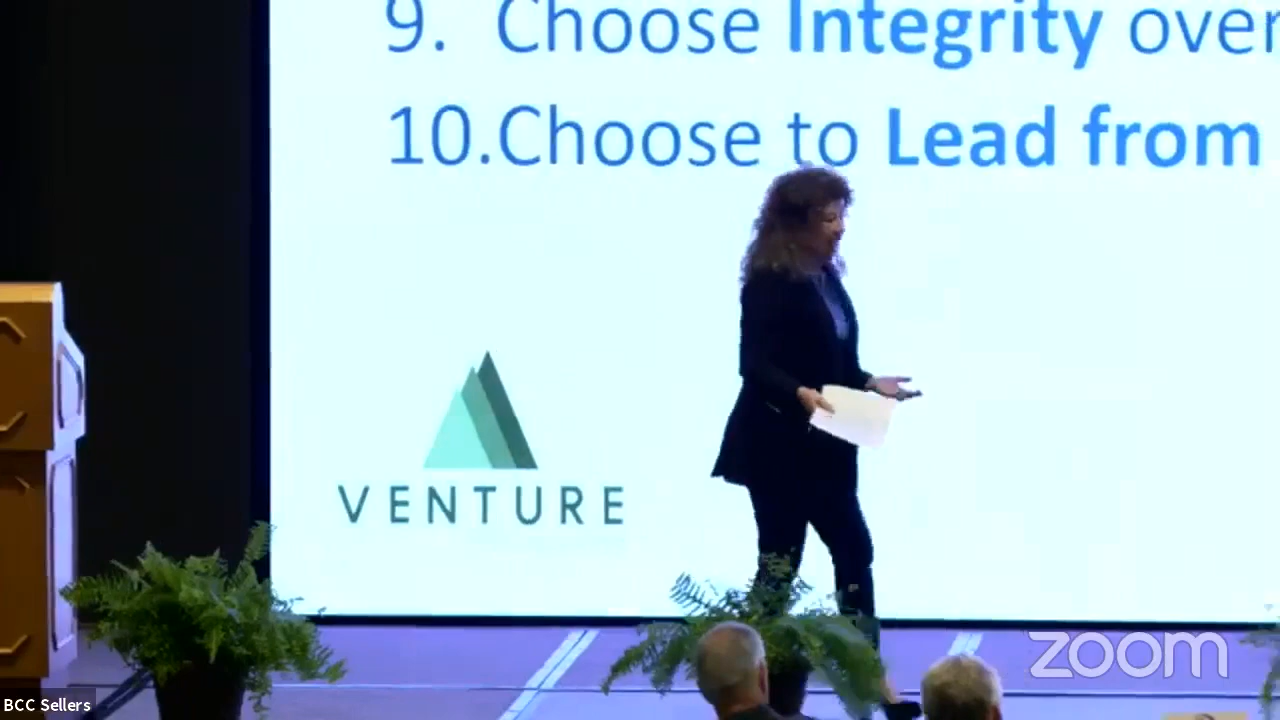 9. Choose Integrity over
10.Choose to Lead from
VENTURE
zoom
BCC Sellers